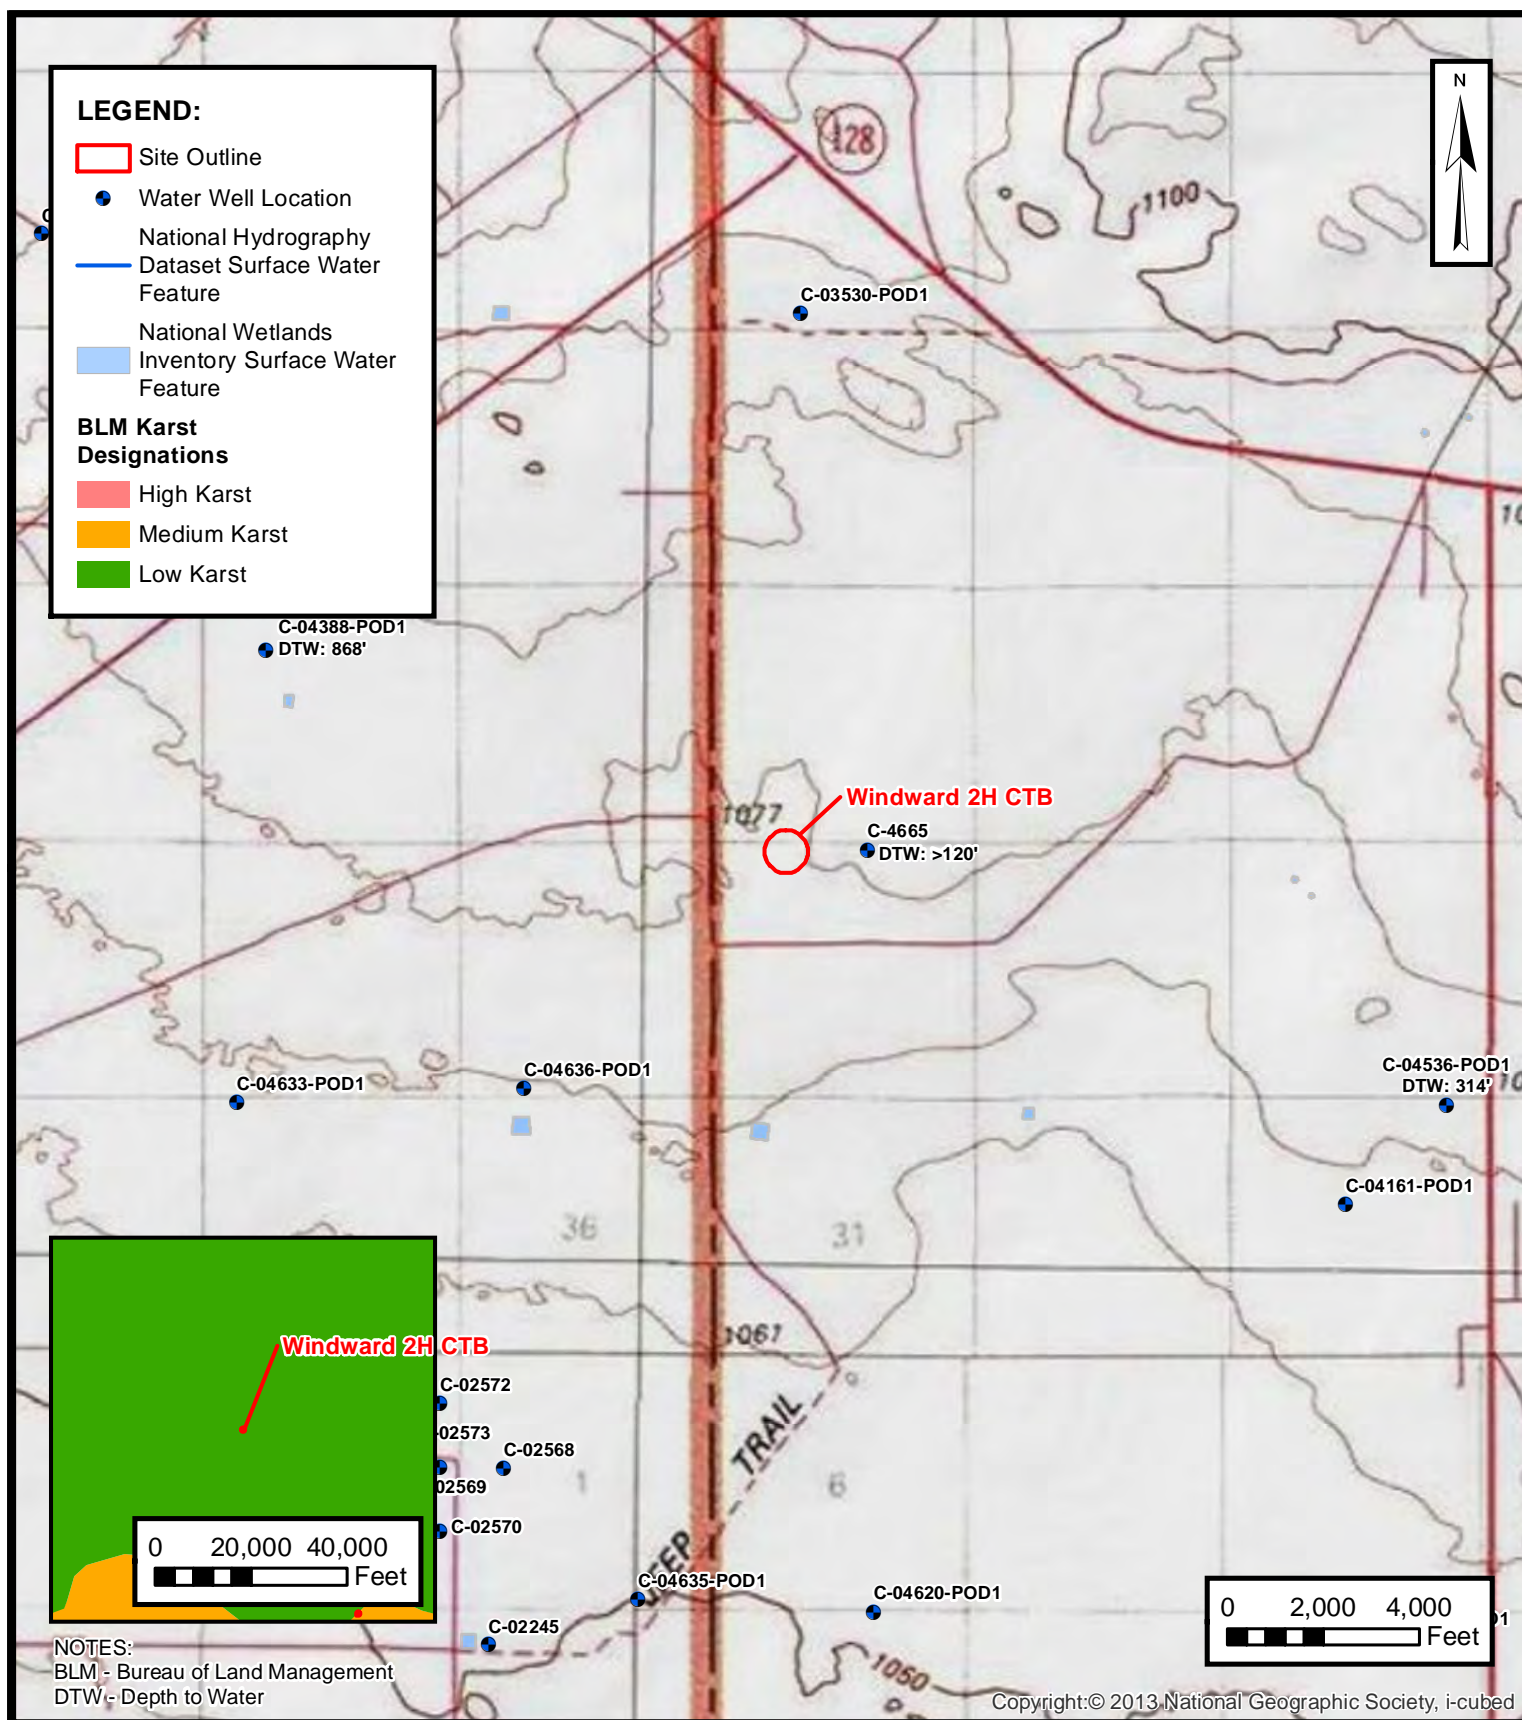 LEGEND:
Site Outline
Water Well Location
National Hydrography
Dataset Surface Water
Feature
National Wetlands
Inventory Surface Water
Feature
BLM Karst
Designations
High Karst
Medium Karst
Low Karst
N
128
1100
C-03530-POD1
C-04388-POD1
DTW: 868'
1077
Windward 2H CTB
C-4665
DTW: >120'
C-04633-POD1
C-04636-POD1
C-04536-POD1
DTW: 314'
C-04161-POD1
36
31
1061
Windward 2H CTB
C-02572
-02573
C-02568
02569
C-02570
1
6
JEEP TRAIL
C-04635-POD1
C-04620-POD1
C-02245
1050
0 20,000 40,000
Feet
0 2,000 4,000
Feet
NOTES:
BLM - Bureau of Land Management
DTW - Depth to Water
Copyright:© 2013 National Geographic Society, i-cubed